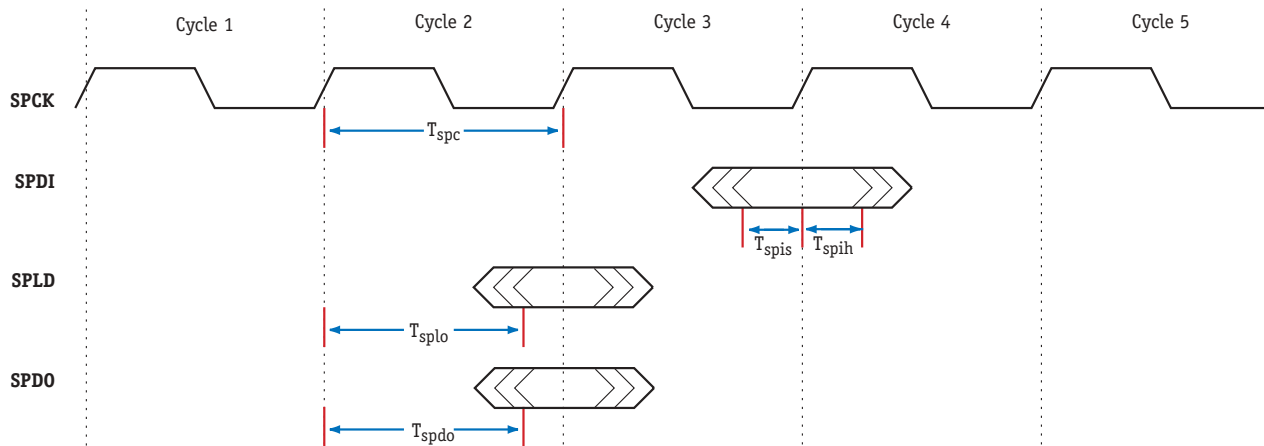 Cycle 1 Cycle 2 Cycle 3 Cycle 4 Cycle 5
SPCK
Tspc
SPDI
Tspis Tspih
SPLD
Tsplo
SPDO
Tspdo